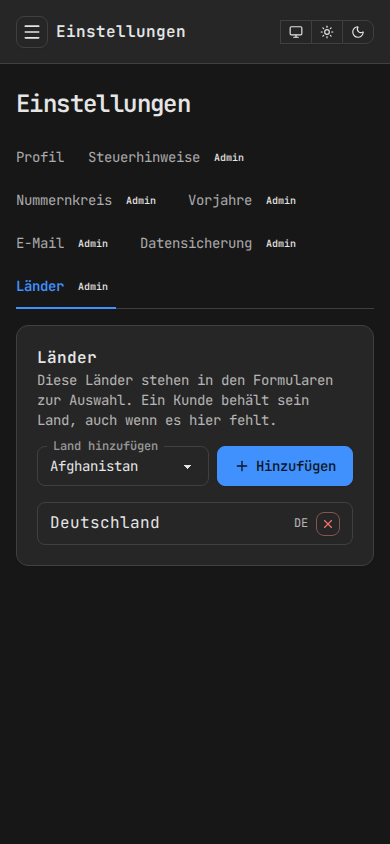 Einstellungen
Einstellungen
Profil Steuerhinweise Admin
Nummernkreis Admin Vorjahre Admin
E-Mail Admin Datensicherung Admin
Länder Admin
Länder
Diese Länder stehen in den Formularen
zur Auswahl. Ein Kunde behält sein
Land, auch wenn es hier fehlt.
Land hinzufügen
Afghanistan Hinzufügen
Deutschland DE